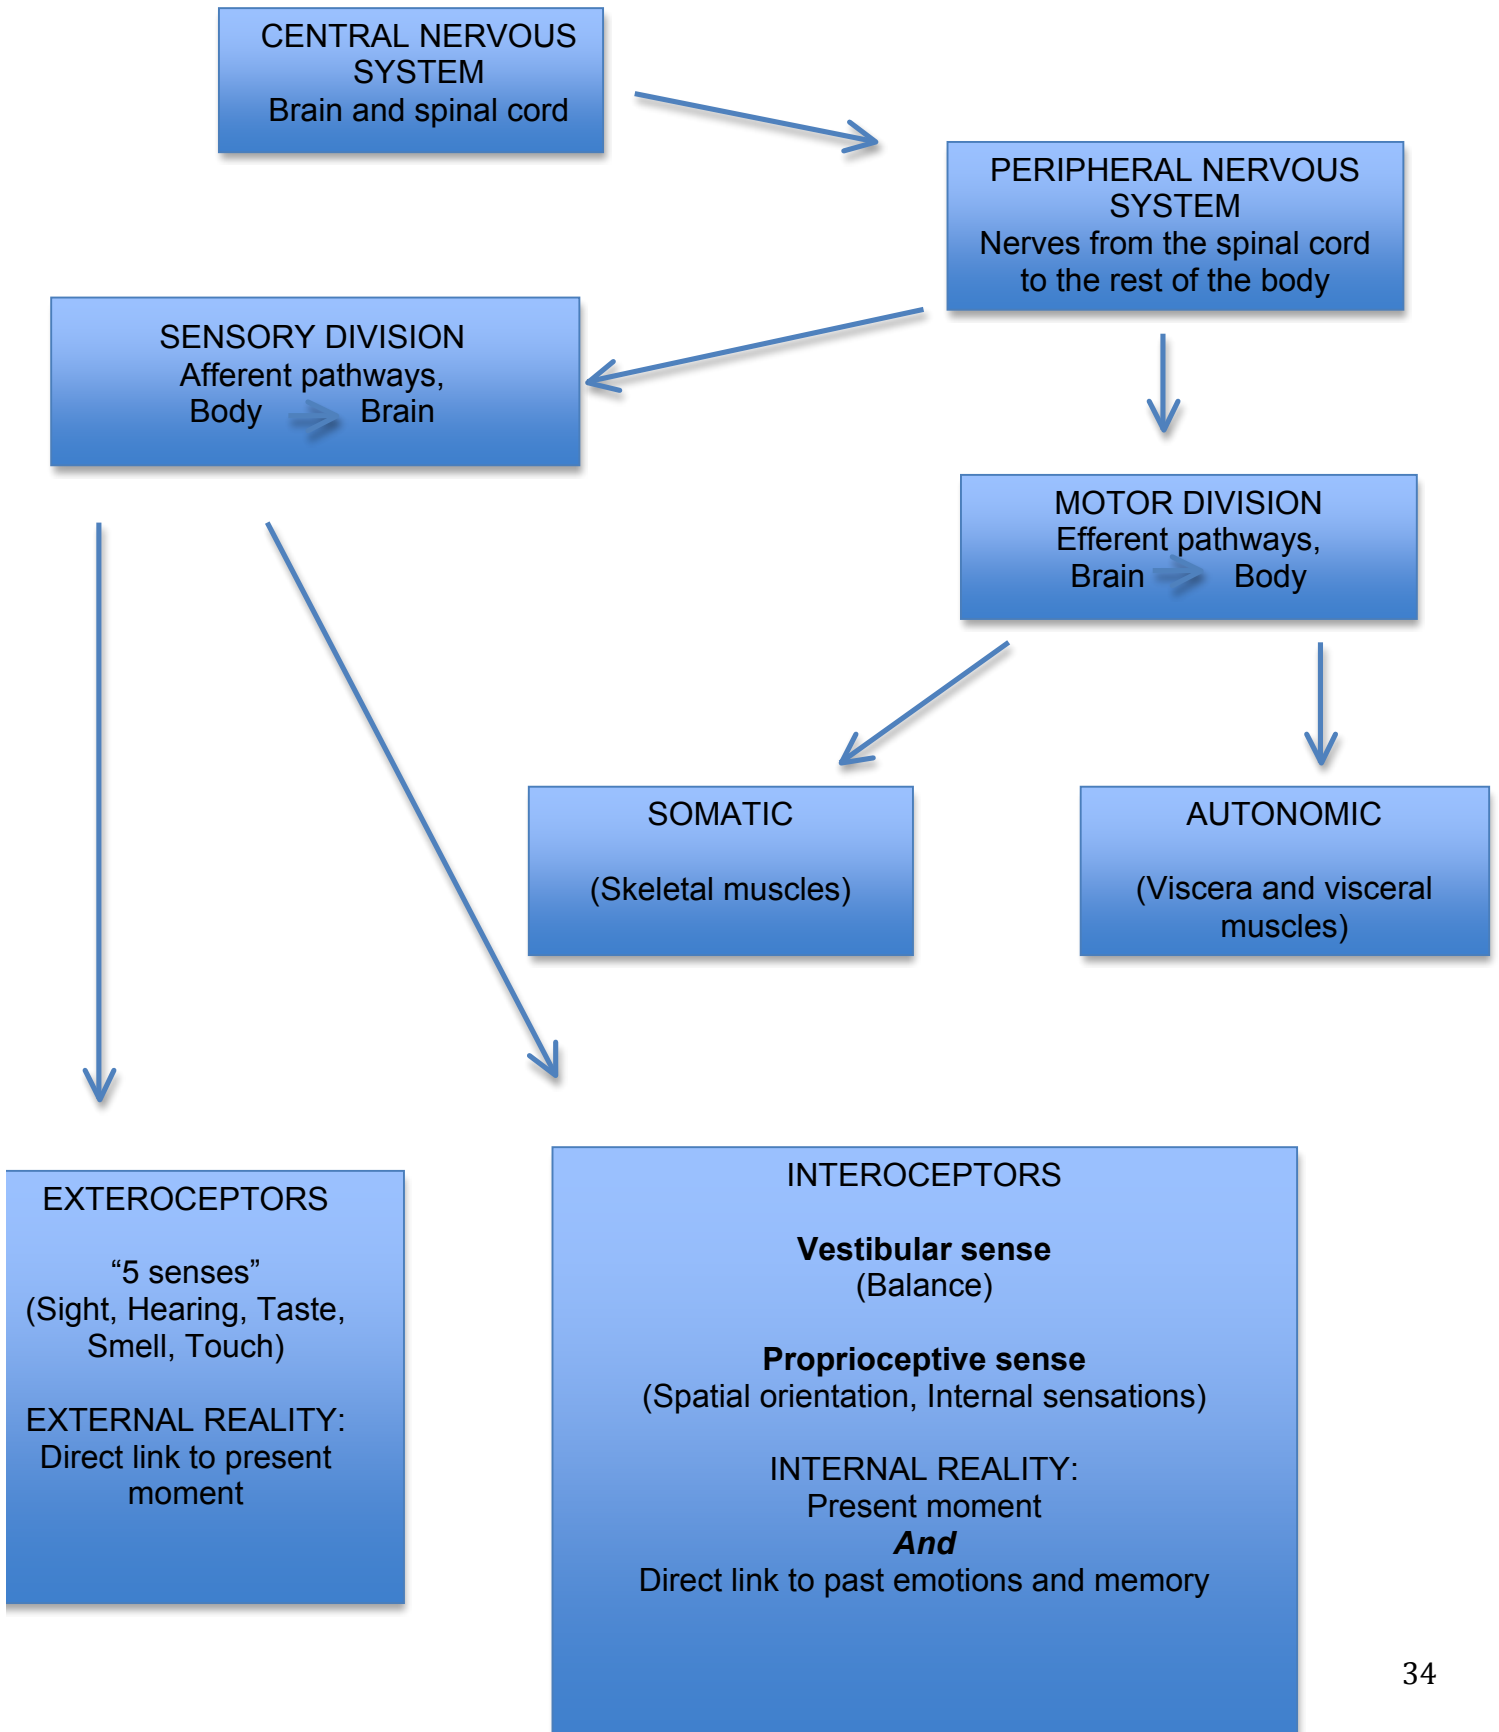 CENTRAL NERVOUS
SYSTEM
Brain and spinal cord
PERIPHERAL NERVOUS
SYSTEM
Nerves from the spinal cord
to the rest of the body
SENSORY DIVISION
Afferent pathways,
Body Brain
MOTOR DIVISION
Efferent pathways,
Brain Body
SOMATIC
(Skeletal muscles)
AUTONOMIC
(Viscera and visceral
muscles)
EXTEROCEPTORS
“5 senses”
(Sight, Hearing, Taste,
Smell, Touch)
EXTERNAL REALITY:
Direct link to present
moment
INTEROCEPTORS
Vestibular sense
(Balance)
Proprioceptive sense
(Spatial orientation, Internal sensations)
INTERNAL REALITY:
Present moment
And
Direct link to past emotions and memory
34